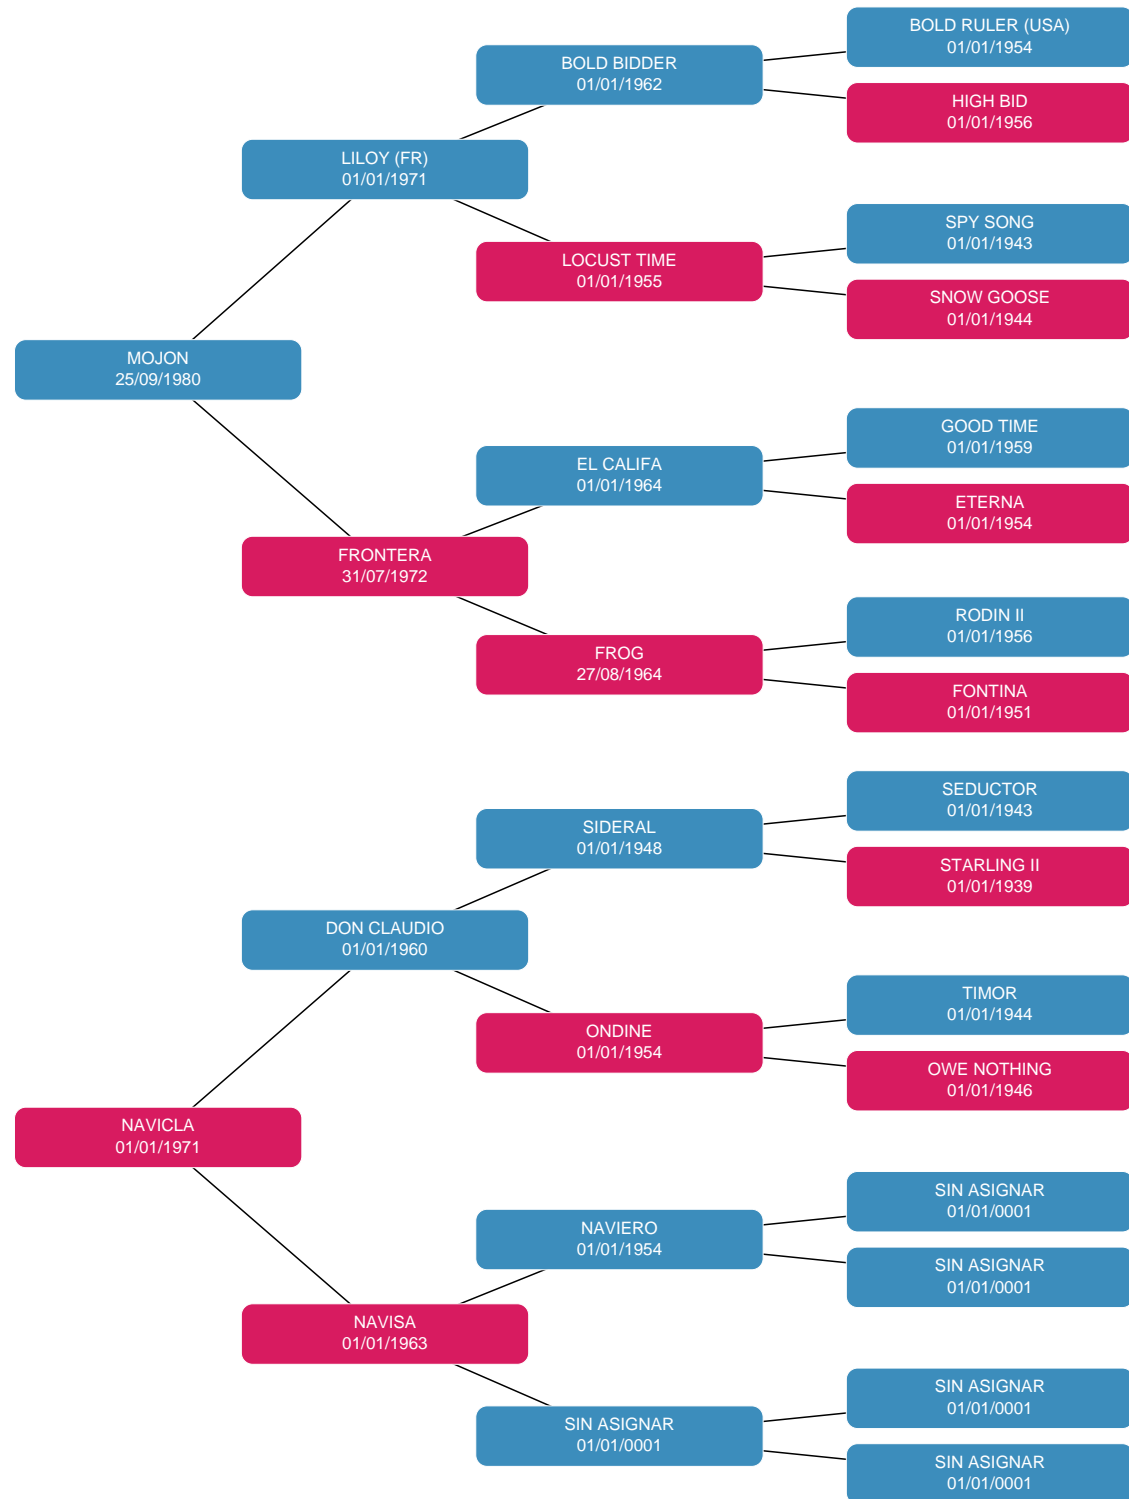 BOLD RULER (USA)
01/01/1954
BOLD BIDDER
01/01/1962
HIGH BID
01/01/1956
LILOY (FR)
01/01/1971
SPY SONG
01/01/1943
LOCUST TIME
01/01/1955
SNOW GOOSE
01/01/1944
MOJON
25/09/1980
GOOD TIME
01/01/1959
EL CALIFA
01/01/1964
ETERNA
01/01/1954
FRONTERA
31/07/1972
RODIN II
01/01/1956
FROG
27/08/1964
FONTINA
01/01/1951
SEDUCTOR
01/01/1943
SIDERAL
01/01/1948
STARLING II
01/01/1939
DON CLAUDIO
01/01/1960
TIMOR
01/01/1944
ONDINE
01/01/1954
OWE NOTHING
01/01/1946
NAVICLA
01/01/1971
SIN ASIGNAR
01/01/0001
NAVIERO
01/01/1954
SIN ASIGNAR
01/01/0001
NAVISA
01/01/1963
SIN ASIGNAR
01/01/0001
SIN ASIGNAR
01/01/0001
SIN ASIGNAR
01/01/0001